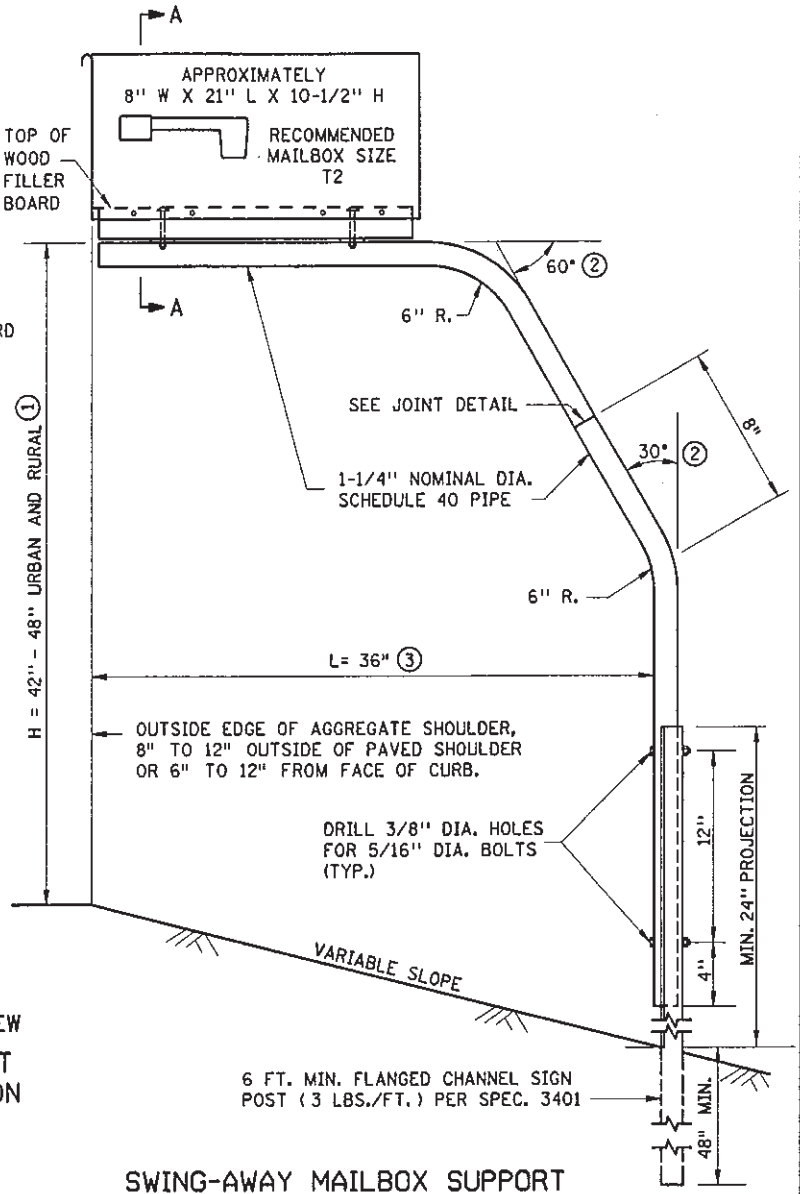 A
APPROXIMATELY
8" W X 21" L X 10-1/2" H
TOP OF
WOOD
FILLER
BOARD
RECOMMENDED
MAILBOX SIZE
T2
A
60° ②
6" R.
RD
SEE JOINT DETAIL
8"
30° ②
1-1/4" NOMINAL DIA.
SCHEDULE 40 PIPE
H = 42" - 48" URBAN AND RURAL ①
6" R.
L= 36" ③
OUTSIDE EDGE OF AGGREGATE SHOULDER,
8" TO 12" OUTSIDE OF PAVED SHOULDER
OR 6" TO 12" FROM FACE OF CURB.
DRILL 3/8" DIA. HOLES
FOR 5/16" DIA. BOLTS
(TYP.)
12"
MIN. 24" PROJECTION
4"
VARIABLE SLOPE
EW
T
ON
6 FT. MIN. FLANGED CHANNEL SIGN
POST (3 LBS./FT.) PER SPEC. 3401
48" MIN.
SWING-AWAY MAILBOX SUPPORT